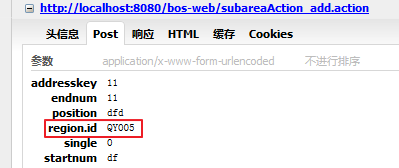 http://localhost:8080/bos-web/subareaAction_add.action
头信息 Post 响应 HTML 缓存 Cookies
参数 application/x-www-form-urlencoded 不进行排序
addresskey 11
endnum 11
position dfd
region.id QY005
single 0
startnum df